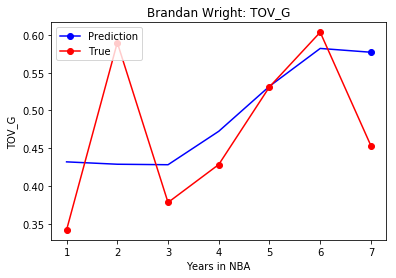 Brandan Wright: TOV_G
Prediction
True
0.60
0.55
0.50
0.45
0.40
0.35
TOV_G
1 2 3 4 5 6 7
Years in NBA